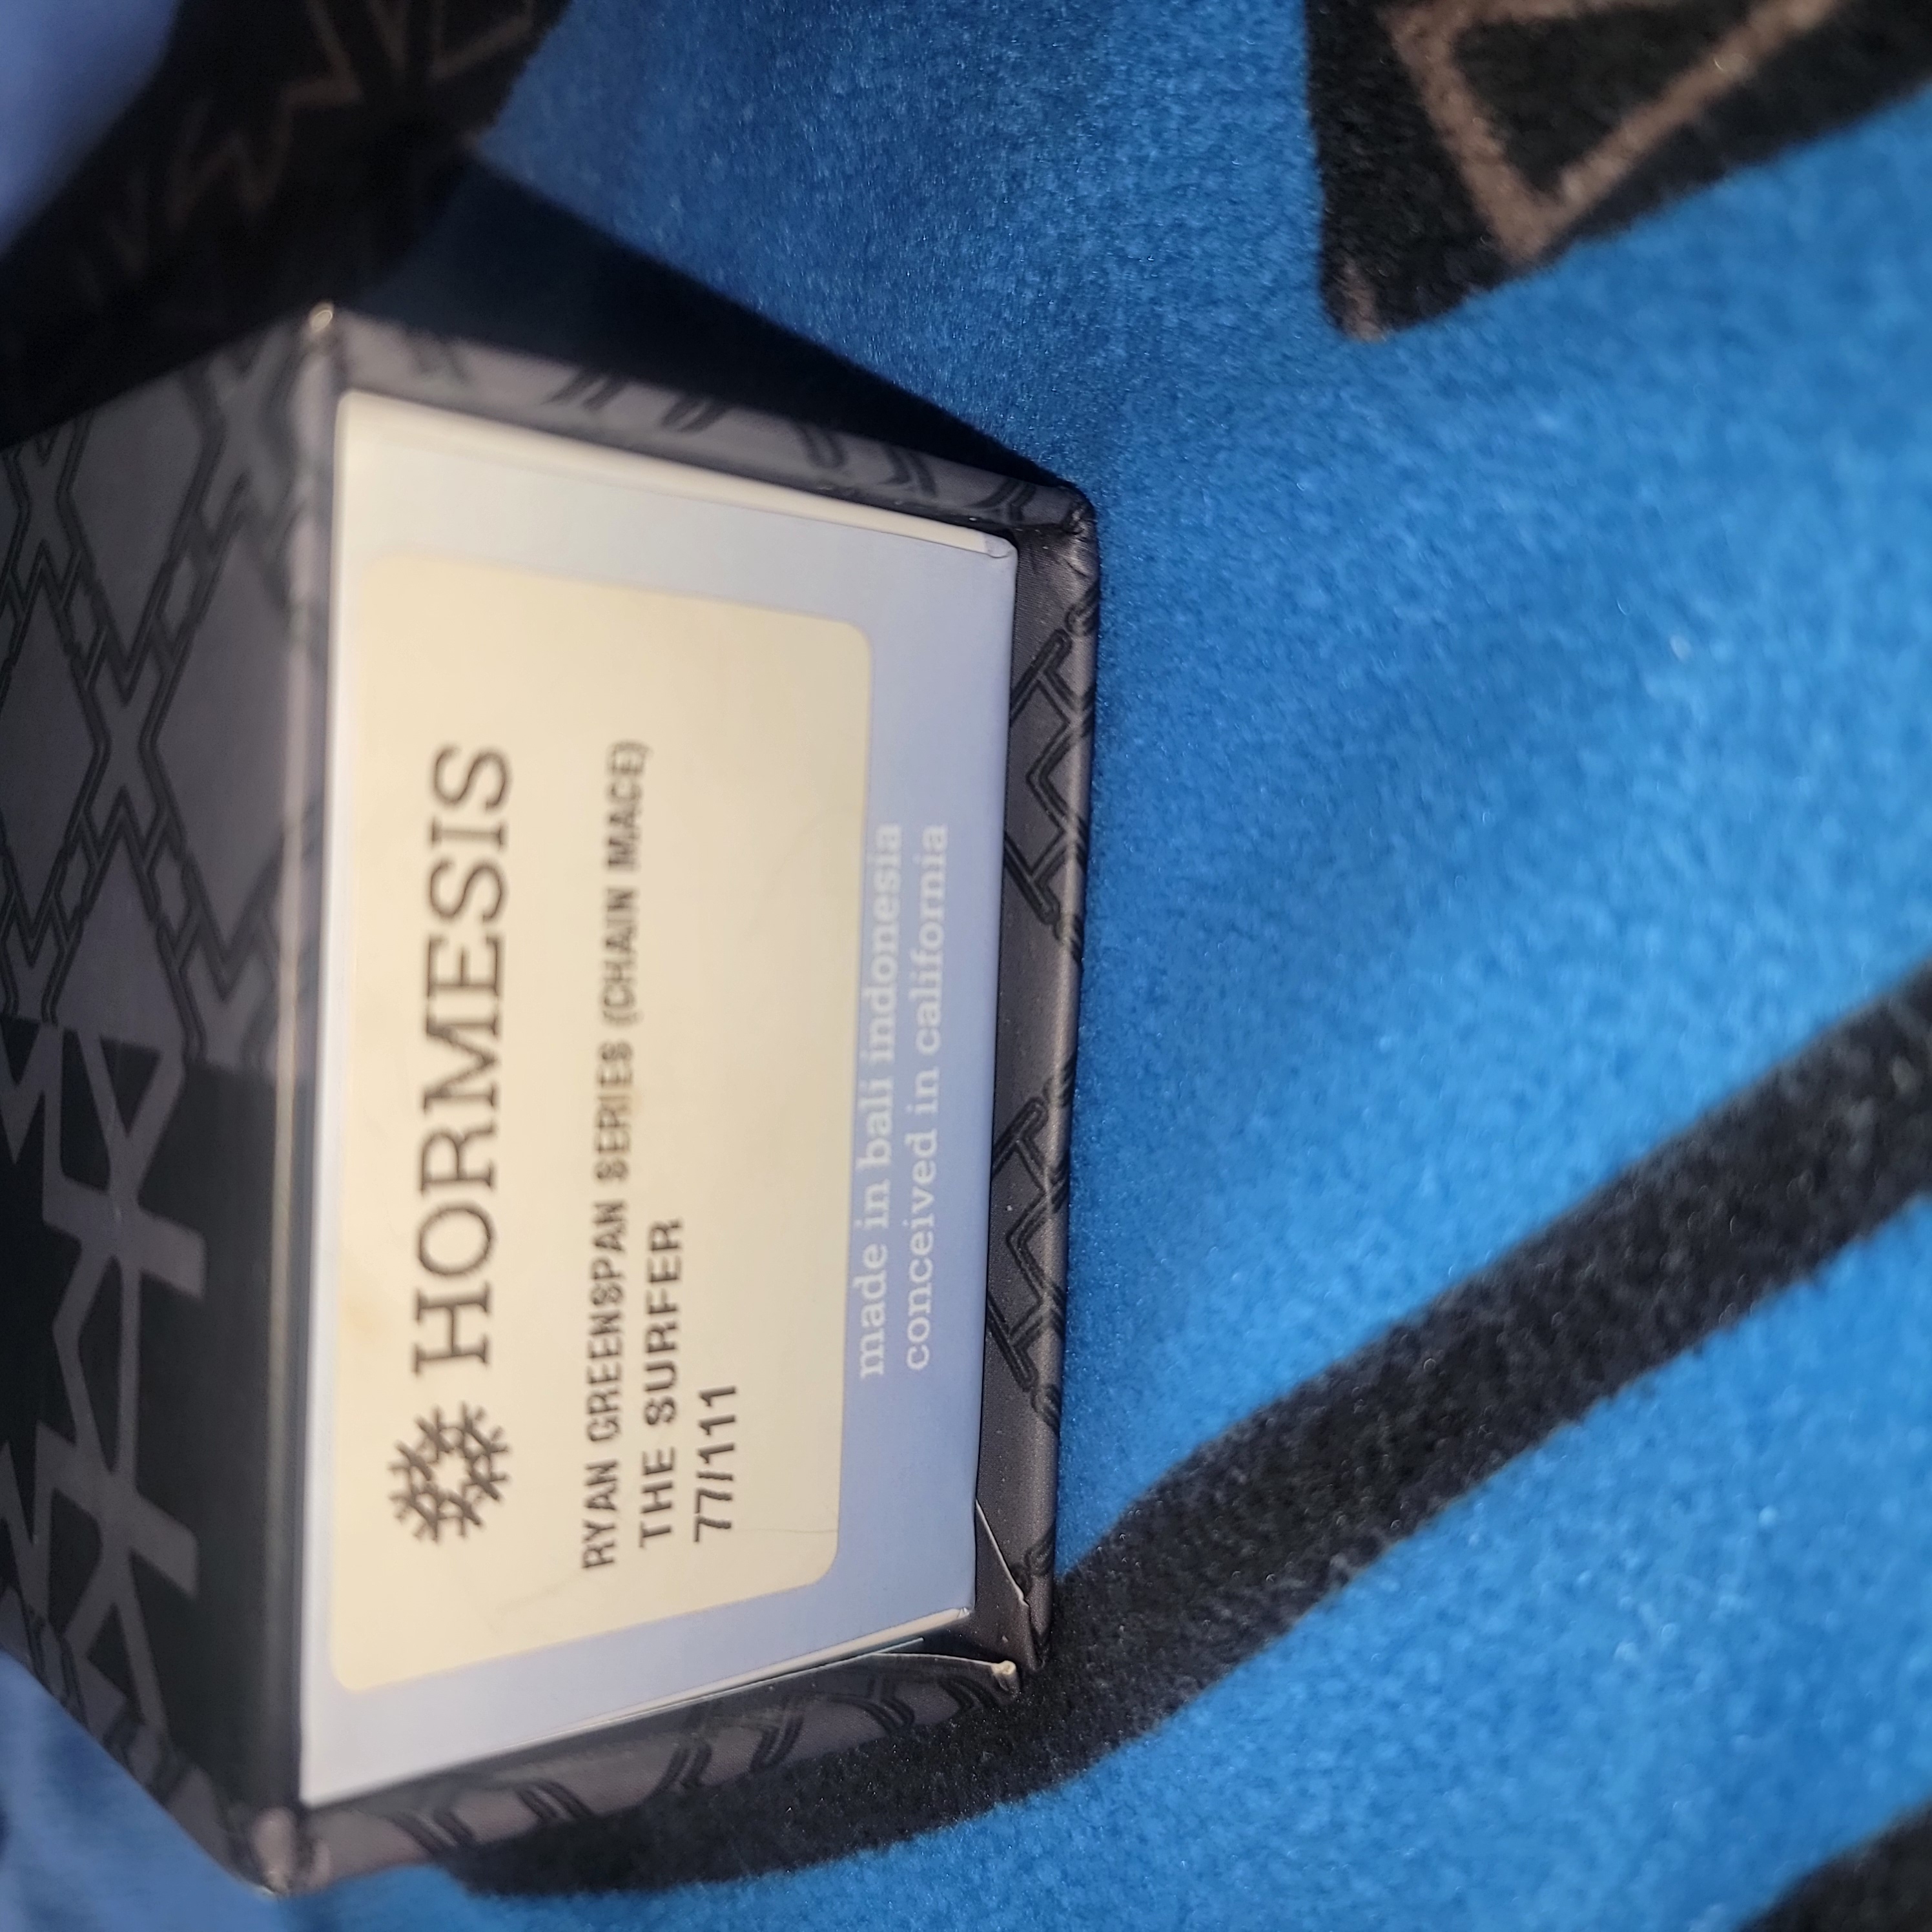 HORMESIS
RYAN GREENSPAN SERIES (CHAIN MACE)
THE SURFER
77/111
made in bali indonesia
conceived in california